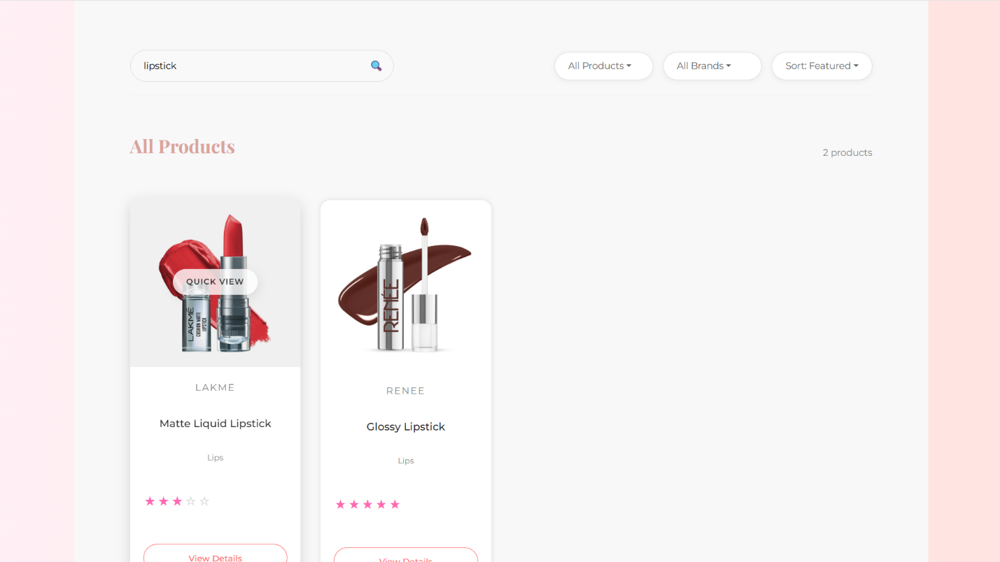 lipstick
All Products
All Brands
Sort: Featured
All Products
2 products
QUICK VIEW
LAKMÉ
CUSHION MATTE
LIPSTICK
RENÉE
LAKME
RENEE
Matte Liquid Lipstick
Glossy Lipstick
Lips
Lips
View Details
View Details